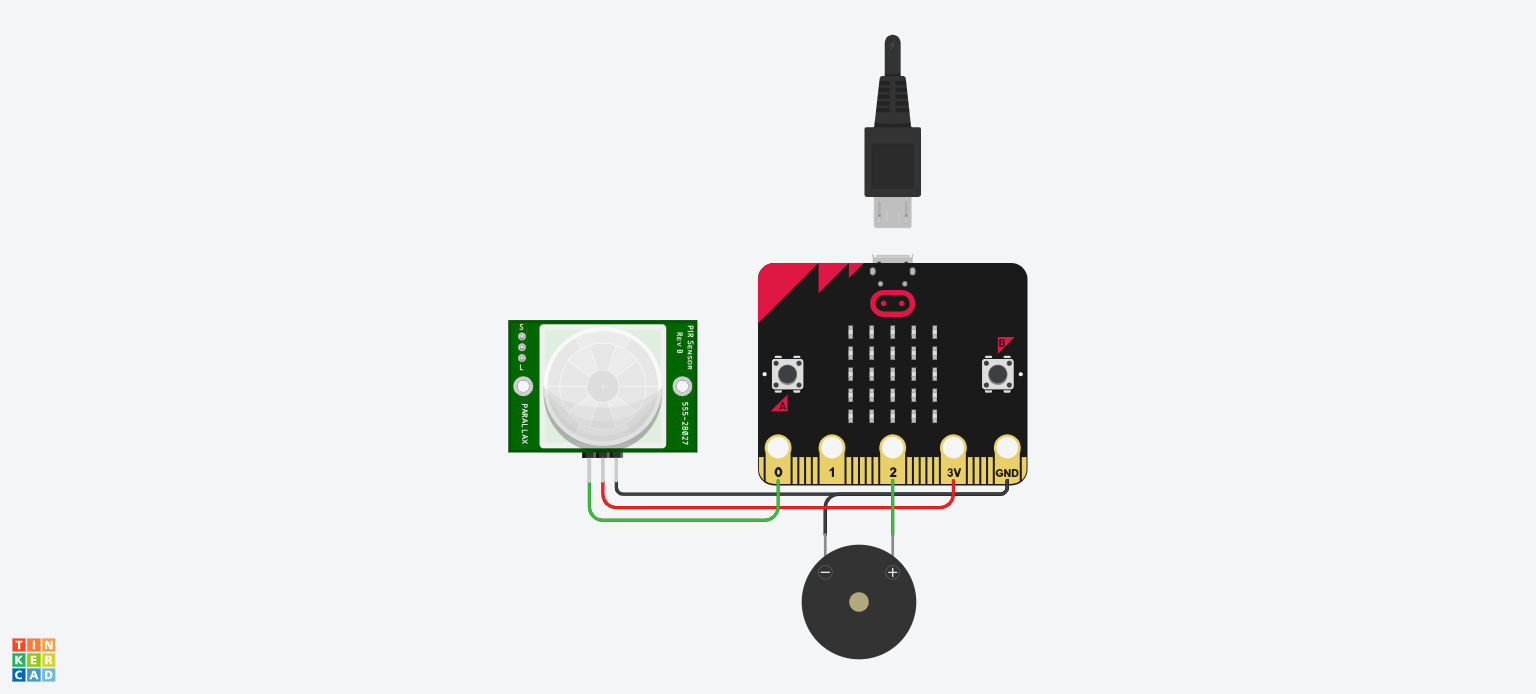 S
L
PIR SENSOR
REV B
PARALLAX
555-28027
B
A
0
1
2
3V
GND
−
+
TIN
KER
CAD